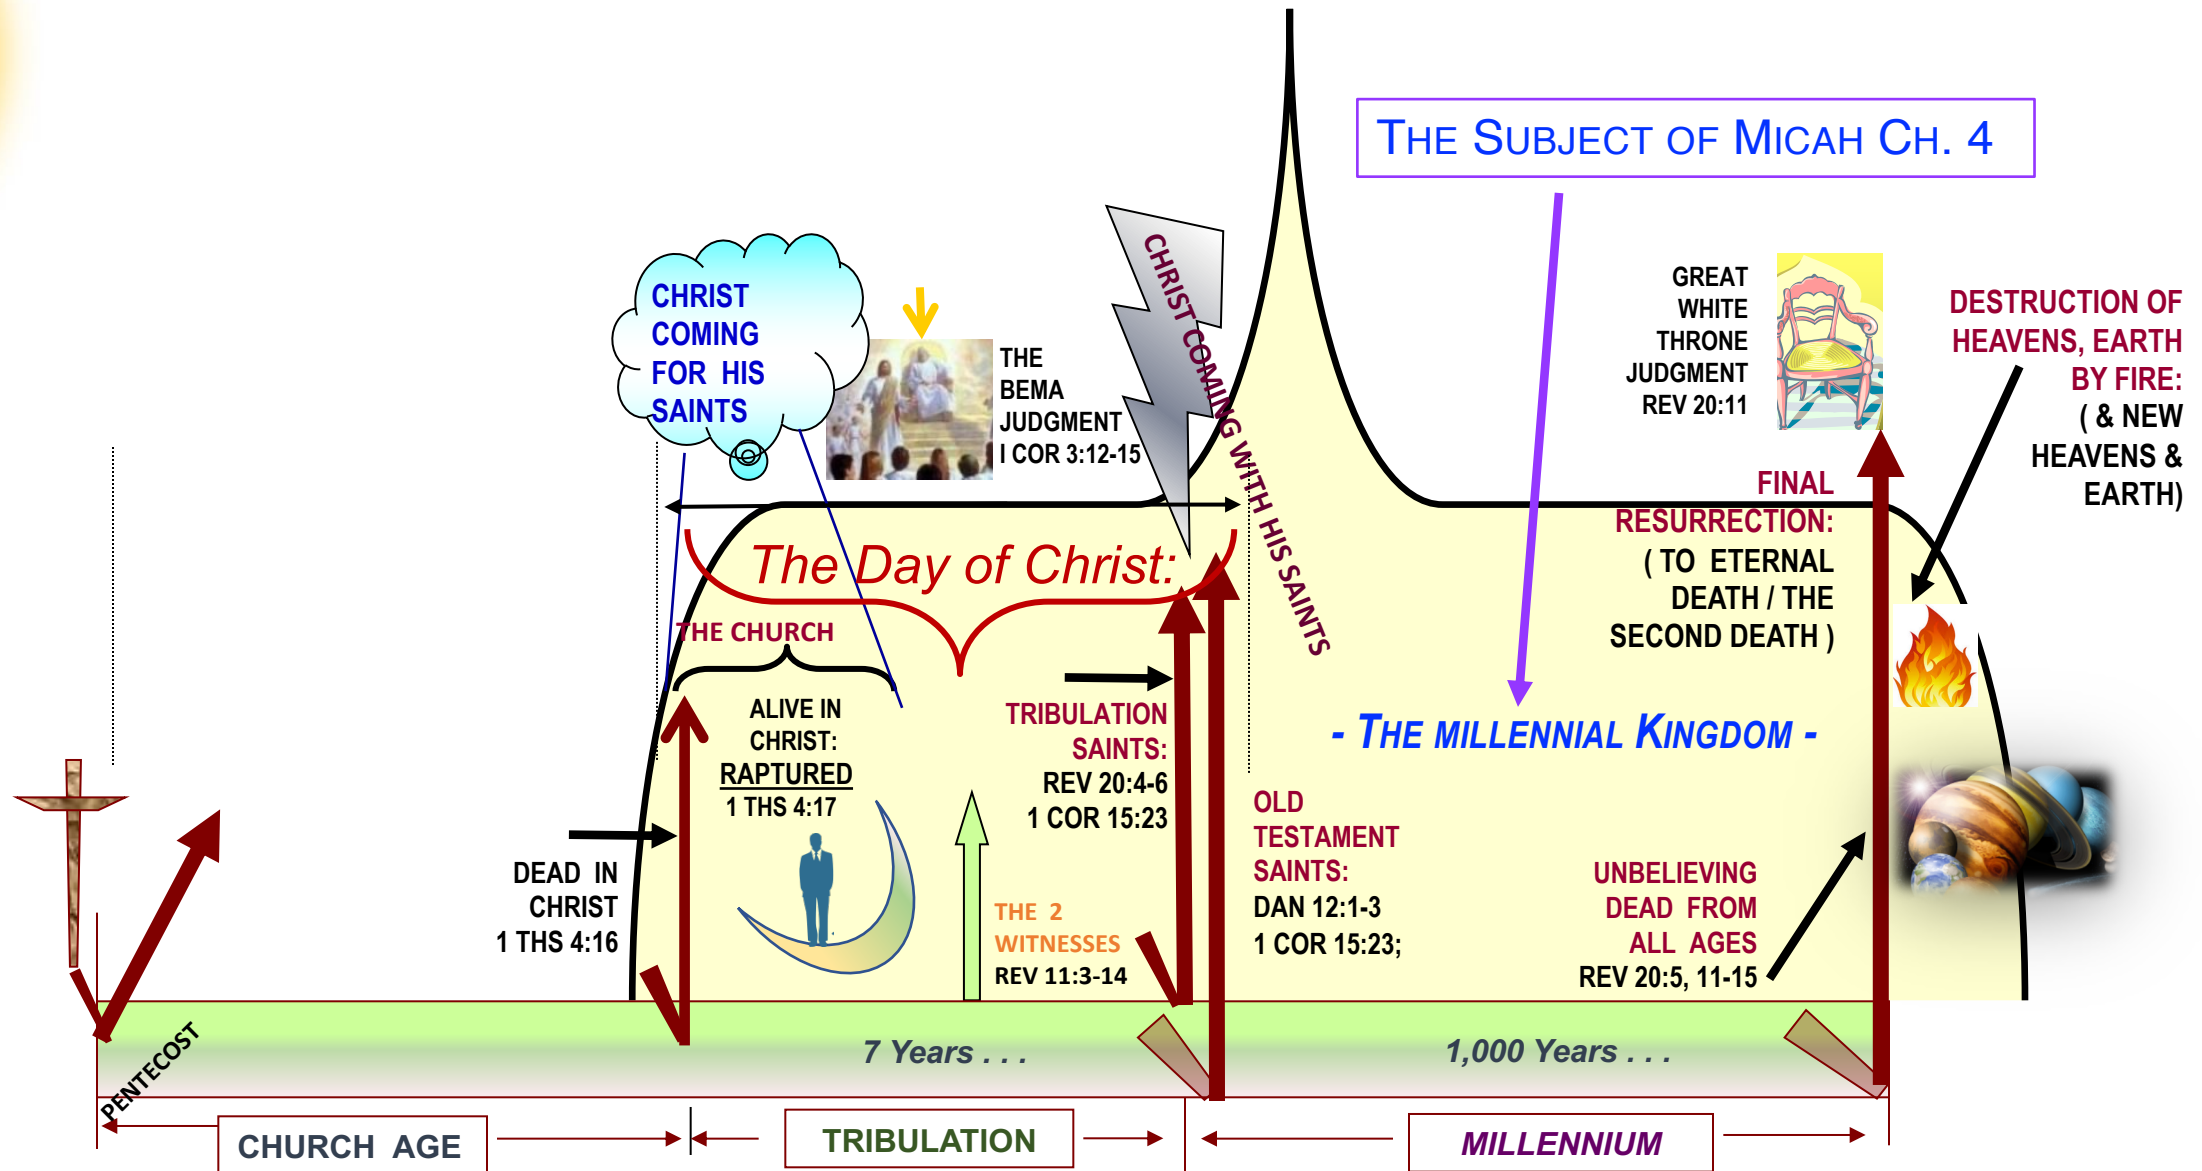 THE SUBJECT OF MICAH CH. 4
CHRIST
COMING
FOR HIS
SAINTS
THE
BEMA
JUDGMENT
I COR 3:12-15
CHRIST COMING WITH HIS SAINTS
GREAT
WHITE
THRONE
JUDGMENT
REV 20:11
DESTRUCTION OF
HEAVENS, EARTH
BY FIRE:
( & NEW
HEAVENS &
EARTH)
FINAL
RESURRECTION:
( TO ETERNAL
DEATH / THE
SECOND DEATH )
The Day of Christ:
THE CHURCH
ALIVE IN
CHRIST:
RAPTURED
1 THS 4:17
TRIBULATION
SAINTS:
REV 20:4-6
1 COR 15:23
- THE MILLENNIAL KINGDOM -
DEAD IN
CHRIST
1 THS 4:16
THE 2
WITNESSES
REV 11:3-14
OLD
TESTAMENT
SAINTS:
DAN 12:1-3
1 COR 15:23;
UNBELIEVING
DEAD FROM
ALL AGES
REV 20:5, 11-15
PENTECOST
7 Years . . .
1,000 Years . . .
CHURCH AGE
TRIBULATION
MILLENNIUM